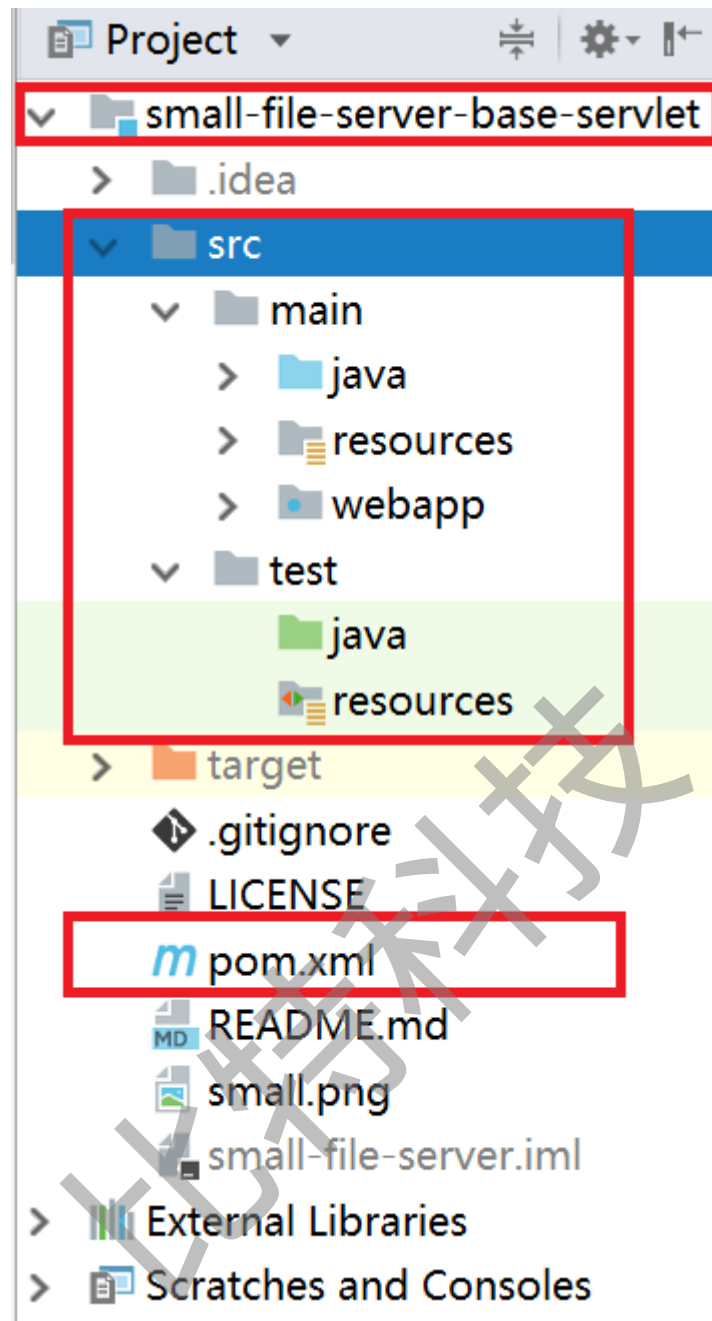 Project
small-file-server-base-servlet
.idea
src
main
java
resources
webapp
test
java
resources
target
.gitignore
LICENSE
m pom.xml
MD README.md
small.png
small-file-server.iml
External Libraries
Scratches and Consoles
比特科技